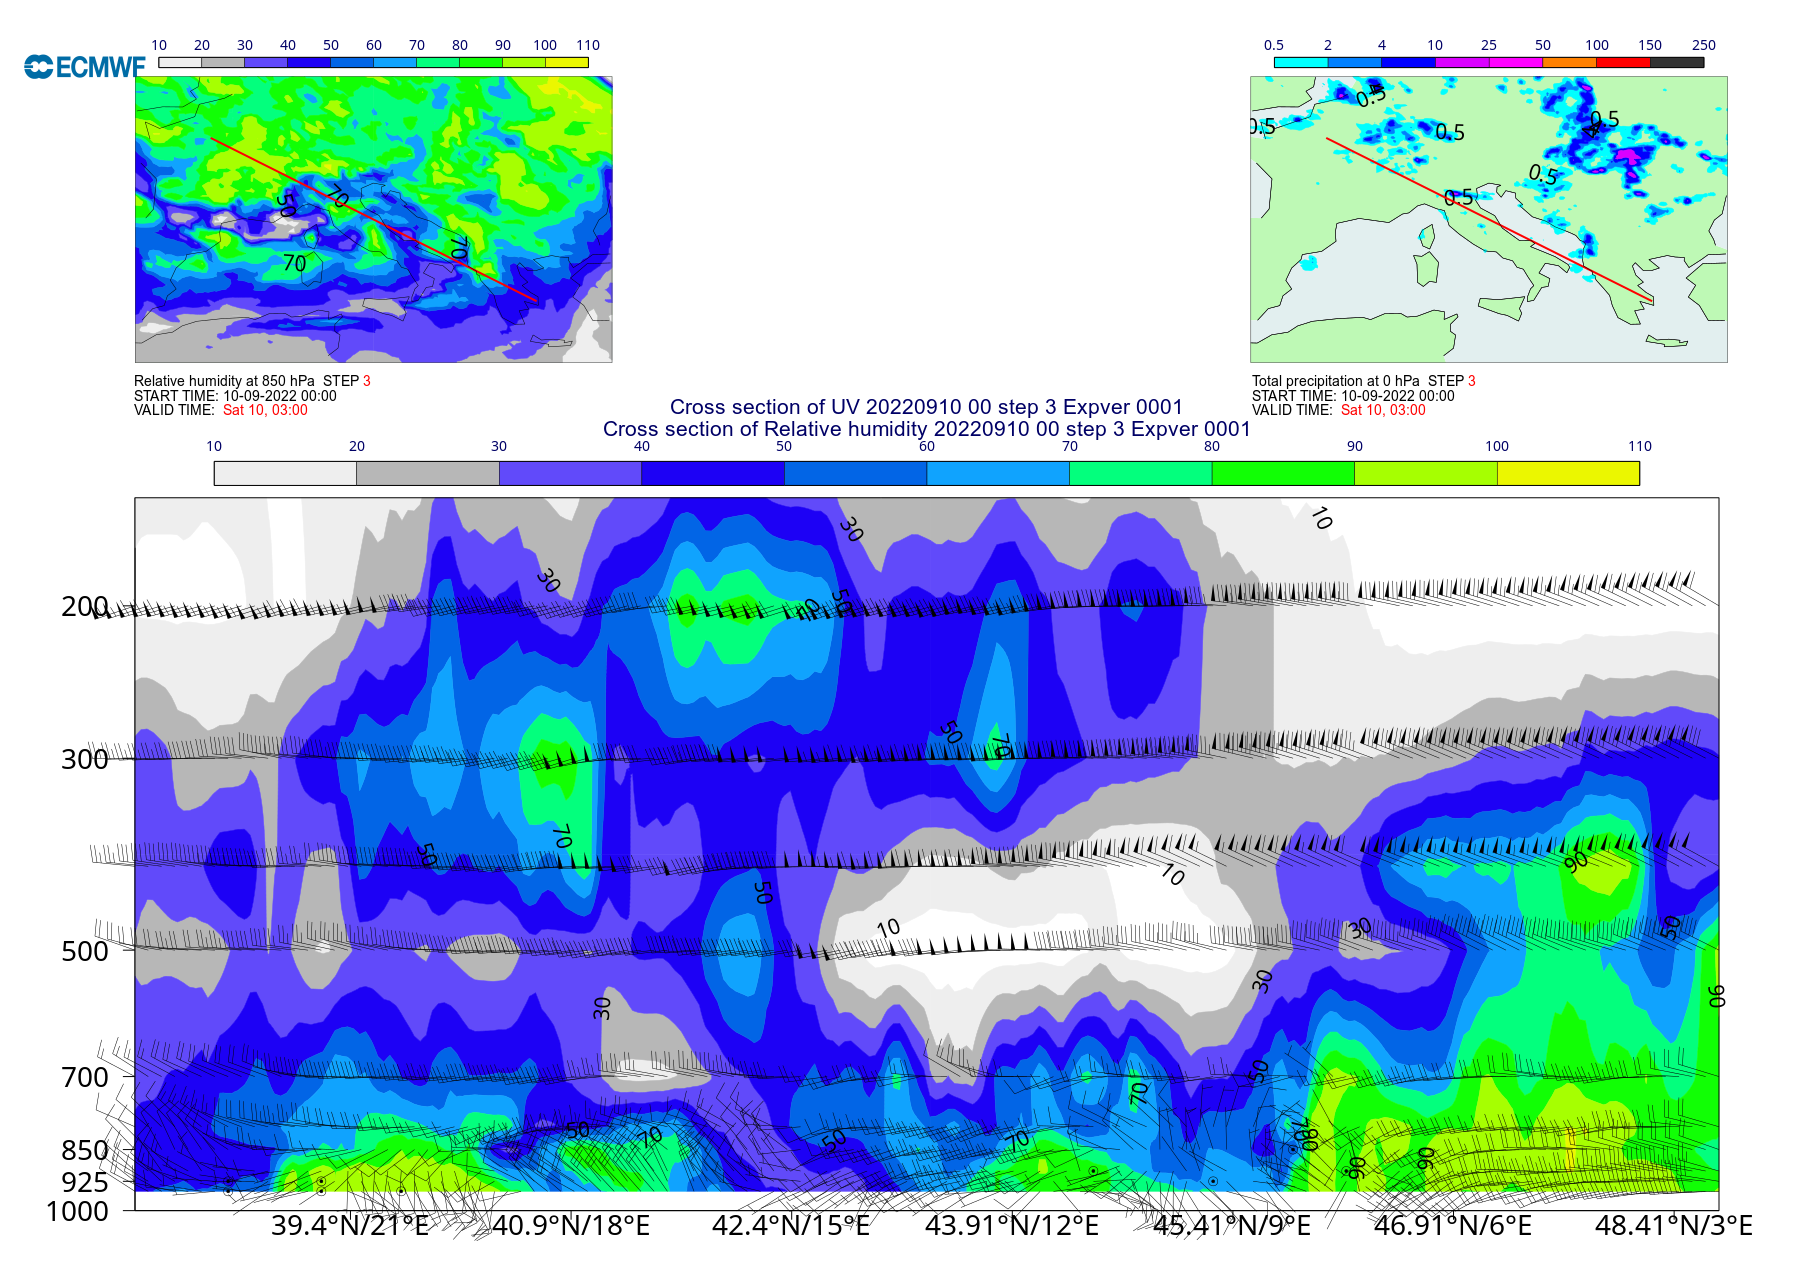 10 20 30 40 50 60 70 80 90 100 110
0.5 2 4 10 25 50 100 150 250
ECMWF
50 70
70
70
0.5
0.5 0.5 0.5
0.5
0.5
Relative humidity at 850 hPa STEP 3
START TIME: 10-09-2022 00:00
VALID TIME: Sat 10, 03:00
Total precipitation at 0 hPa STEP 3
START TIME: 10-09-2022 00:00
VALID TIME: Sat 10, 03:00
Cross section of UV 20220910 00 step 3 Expver 0001
Cross section of Relative humidity 20220910 00 step 3 Expver 0001
10 20 30 40 50 60 70 80 90 100 110
30 10
30
200 50
50 70
300
70 50 10 90
50
10 30 50
500
30 30 90
700 50
70
50 70 50 70
850
90 90
925
1000
39.4°N/21°E 40.9°N/18°E 42.4°N/15°E 43.91°N/12°E 45.41°N/9°E 46.91°N/6°E 48.41°N/3°E